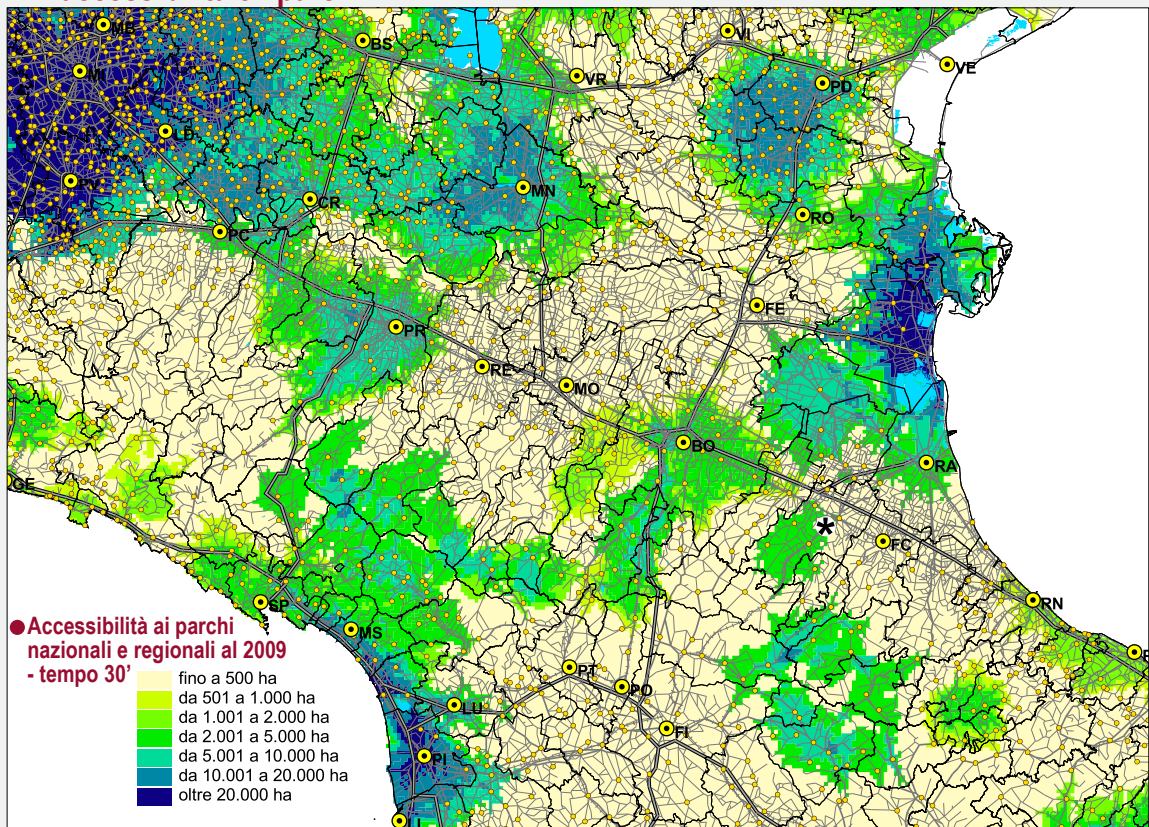 MI
BS
VI
VE
VR
PD
LO
PV
MN
CR
RO
PC
FE
PR
RE
MO
BO
RA
GE
*
FC
RN
SP
● Accessibilità ai parchi
nazionali e regionali al 2009
- tempo 30'
MS
PT
PO
LU
FI
PI
LI
fino a 500 ha
da 501 a 1.000 ha
da 1.001 a 2.000 ha
da 2.001 a 5.000 ha
da 5.001 a 10.000 ha
da 10.001 a 20.000 ha
oltre 20.000 ha